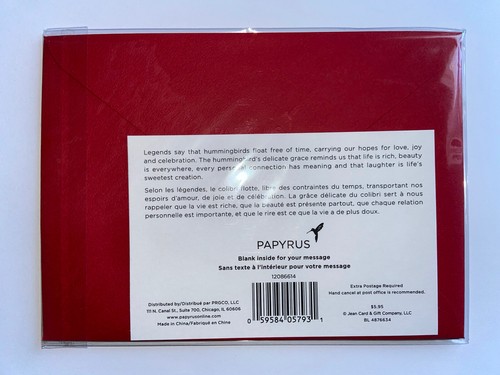 Legends say that hummingbirds float free of time, carrying our hopes for love, joy
and celebration. The hummingbird's delicate grace reminds us that life is rich, beauty
is everywhere, every personal connection has meaning and that laughter is life's
sweetest creation.
Selon les légendes, le colibri flotte, libre des contraintes du temps, transportant nos
espoirs d'amour, de joie et de célébration. La grâce délicate du colibri sert à nous
rappeler que la vie est riche, que la beauté est présente partout, que chaque relation
personnelle est importante, et que le rire est ce que la vie a de plus doux.
PAPYRUS
Blank inside for your message
Sans texte à l'intérieur pour votre message
12086614
Distributed by/Distribué par PRGCO, LLC
111 N. Canal St., Suite 700, Chicago, IL 60606
www.papyrusonline.com
Made in China/Fabriqué en Chine
0 59584 05793 1
Extra Postage Required
Hand cancel at post office is recommended.
$5.95
© Jean Card & Gift Company, LLC
BL 4876634